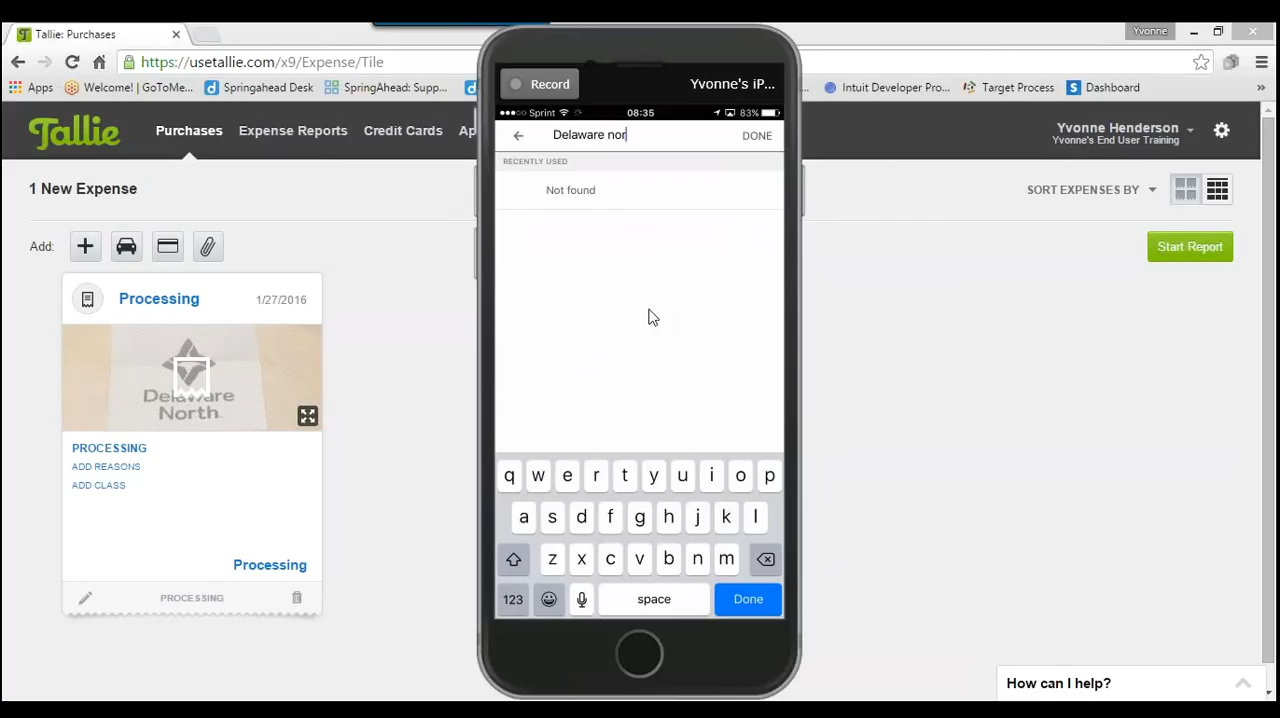 Tallie: Purchases
Yvonne
https://usetallie.com/x9/Expense/Tile
Apps
Welcome! | GoToMe...
Springahead Desk
SpringAhead: Supp...
Intuit Developer Pro...
Target Process
Dashboard
»
Tallie
Purchases
Expense Reports
Credit Cards
Ap
Yvonne Henderson
Yvonne's End User Training
1 New Expense
SORT EXPENSES BY
Add:
Start Report
Processing
1/27/2016
Delaware
North
PROCESSING
ADD REASONS
ADD CLASS
Processing
PROCESSING
Record
Yvonne's iP...
Sprint
08:35
83%
Delaware nor
DONE
RECENTLY USED
Not found
q w e r t y u i o p
a s d f g h j k l
z x c v b n m
123
space
Done
How can I help?